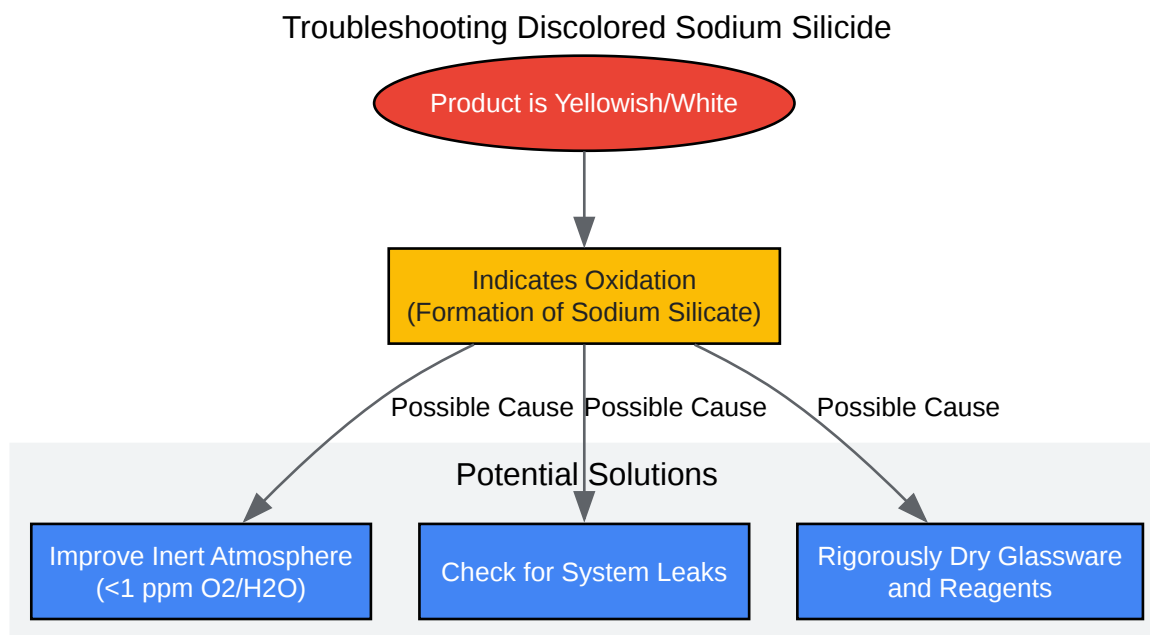 Troubleshooting Discolored Sodium Silicide
Product is Yellowish/White
Indicates Oxidation
(Formation of Sodium Silicate)
Possible Cause
Possible Cause
Possible Cause
Potential Solutions
Improve Inert Atmosphere
(<1 ppm O2/H2O)
Check for System Leaks
Rigorously Dry Glassware
and Reagents